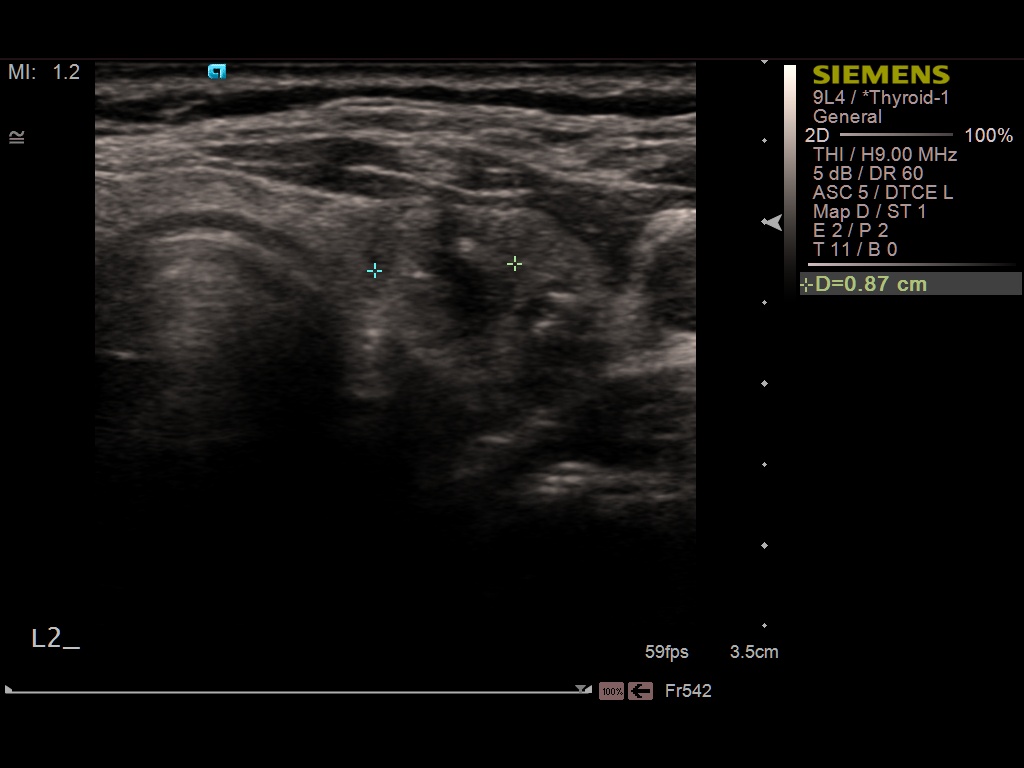 MI: 1.2
SIEMENS
9L4 / *Thyroid-1
General
2D 100%
THI / H9.00 MHz
5 dB / DR 60
ASC 5 / DTCE L
Map D / ST 1
E 2 / P 2
T 11 / B 0
D=0.87 cm
L2_
59fps 3.5cm
100% Fr542